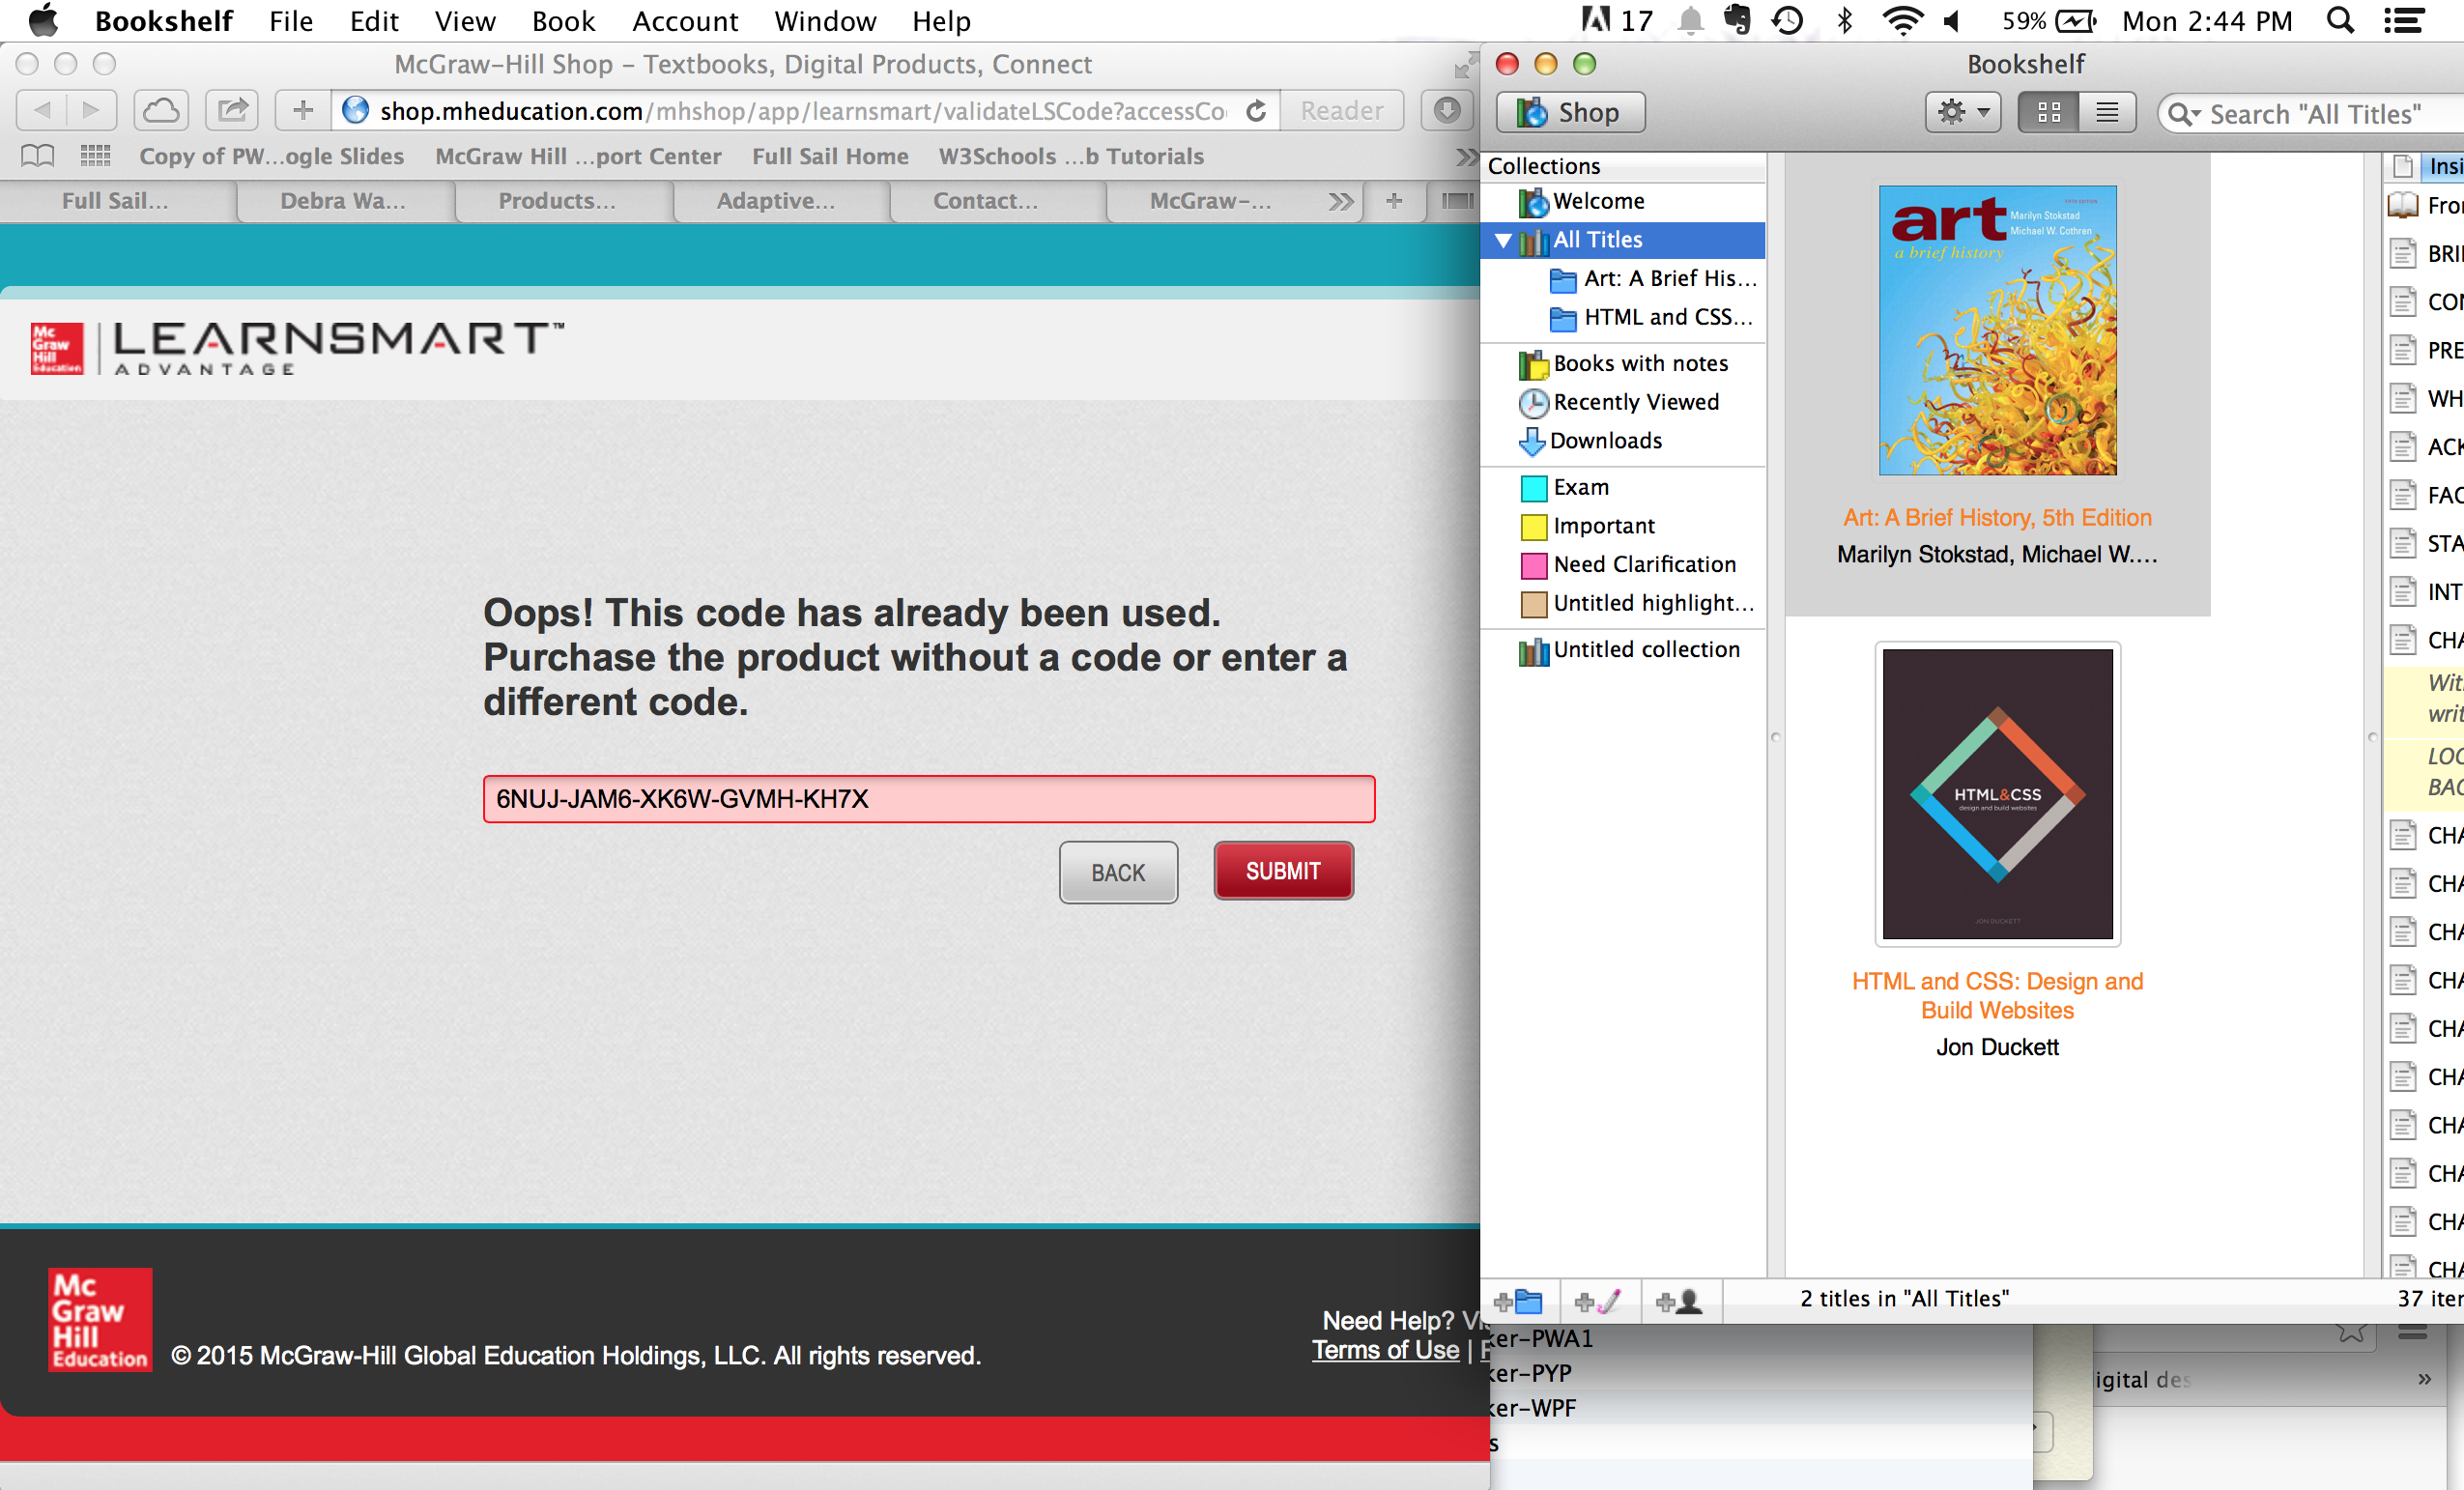 Bookshelf File Edit View Book Account Window Help
17
59%
Mon 2:44 PM
McGraw-Hill Shop – Textbooks, Digital Products, Connect
shop.mheducation.com/mhshop/app/learnsmart/validateLSCode?accessCo
Reader
Copy of PW...ogle Slides McGraw Hill ...port Center Full Sail Home W3Schools ...b Tutorials
Full Sail... Debra Wa... Products... Adaptive... Contact... McGraw-...
Mc
Graw
Hill
Education
LEARNSMART™
ADVANTAGE
Oops! This code has already been used.
Purchase the product without a code or enter a
different code.
6NUJ-JAM6-XK6W-GVMH-KH7X
BACK
SUBMIT
Mc
Graw
Hill
Education
© 2015 McGraw-Hill Global Education Holdings, LLC. All rights reserved.
Need Help?
Terms of Use |
Bookshelf
Shop
Search "All Titles"
Collections
Welcome
All Titles
Art: A Brief His...
HTML and CSS...
Books with notes
Recently Viewed
Downloads
Exam
Important
Need Clarification
Untitled highlight...
Untitled collection
art
a brief history
FIFTH EDITION
Marilyn Stokstad
Michael W. Cothren
Art: A Brief History, 5th Edition
Marilyn Stokstad, Michael W....
HTML&CSS
design and build websites
JON DUCKETT
HTML and CSS: Design and
Build Websites
Jon Duckett
Insi
Fro
BRI
CO
PRE
WH
ACK
FAC
STA
INT
CHA
Wit
writ
LOO
BAC
CHA
CHA
CHA
CHA
CHA
CHA
CHA
CHA
CHA
CHA
2 titles in "All Titles"
37 iter
ker-PWA1
ker-PYP
ker-WPF
s
igital des